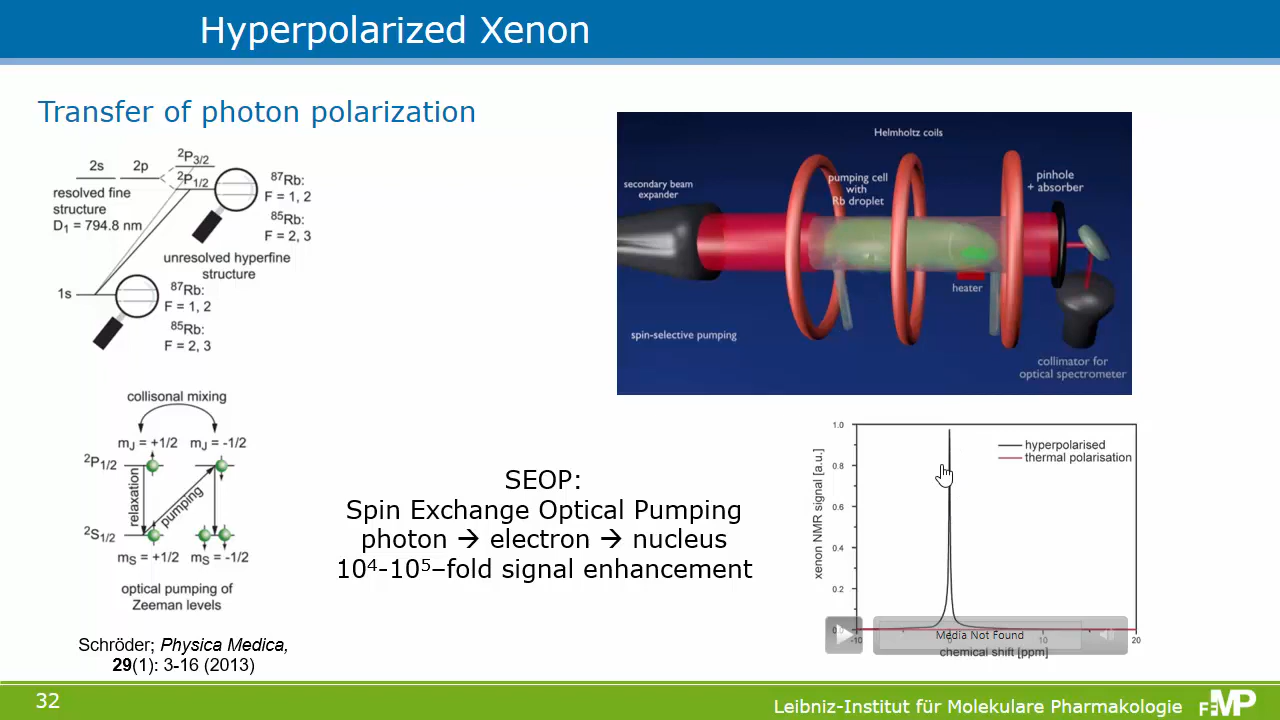 Hyperpolarized Xenon
Transfer of photon polarization
2s 2p ²P₃/₂
²P₁/₂
resolved fine
structure
D₁ = 794.8 nm
⁸⁷Rb:
F = 1, 2
⁸⁵Rb:
F = 2, 3
unresolved hyperfine
structure
1s
⁸⁷Rb:
F = 1, 2
⁸⁵Rb:
F = 2, 3
collisonal mixing
mJ = +1/2 mJ = -1/2
²P₁/₂
relaxation
pumping
²S₁/₂
mS = +1/2 mS = -1/2
optical pumping of
Zeeman levels
Schröder; Physica Medica,
29(1): 3-16 (2013)
SEOP:
Spin Exchange Optical Pumping
photon → electron → nucleus
10⁴-10⁵–fold signal enhancement
Helmholtz coils
secondary beam
expander
pumping cell
with
Rb droplet
pinhole
+ absorber
heater
spin-selective pumping
collimator for
optical spectrometer
xenon NMR signal [a.u.]
1.0
0.8
0.6
0.4
0.2
0.0
hyperpolarised
thermal polarisation
-10 0 10 20
Media Not Found
chemical shift [ppm]
32
Leibniz-Institut für Molekulare Pharmakologie
FMP